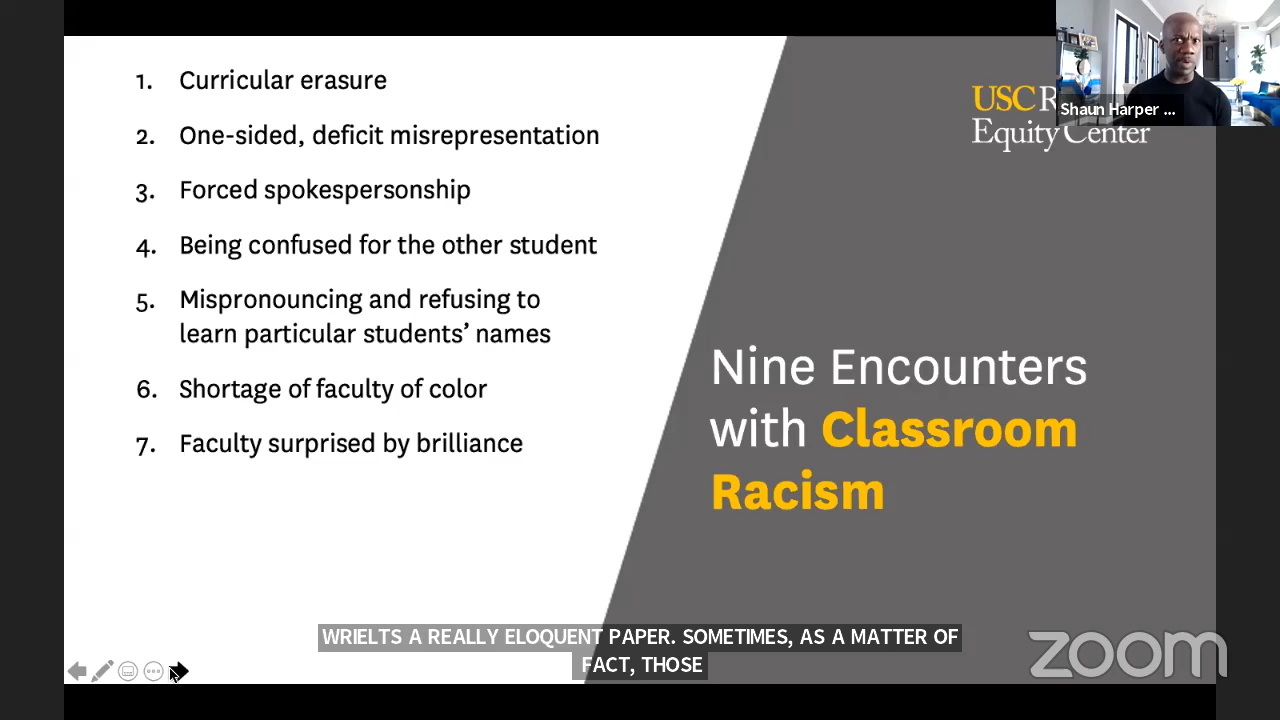 1. Curricular erasure
2. One-sided, deficit misrepresentation
3. Forced spokespersonship
4. Being confused for the other student
5. Mispronouncing and refusing to
learn particular students’ names
6. Shortage of faculty of color
7. Faculty surprised by brilliance
USC R
Equity Center
Shaun Harper ...
Nine Encounters
with Classroom
Racism
WRIELTS A REALLY ELOQUENT PAPER. SOMETIMES, AS A MATTER OF
FACT, THOSE
zoom